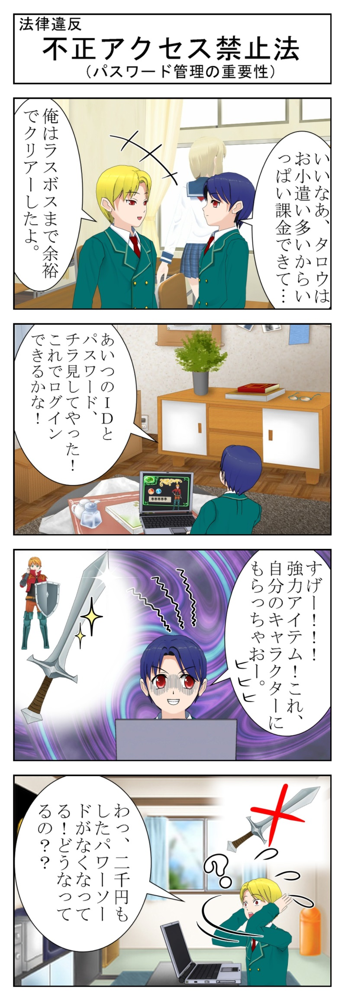 法律違反
不正アクセス禁止法
（パスワード管理の重要性）
いいなあ、タロウは
お小遣い多いからい
っぱい課金できて…
俺はラスボスまで余裕
でクリアーしたよ。
あいつのＩＤと
パスワード、
チラ見してやった！
これでログイン
できるかな！
*****
すげー！！！
強力アイテム！これ、
自分のキャラクターに
もらっちゃおー。
ヒヒヒ
わっ、二千円も
したパワーソー
ドがなくなって
る！どうなって
るの？？
?